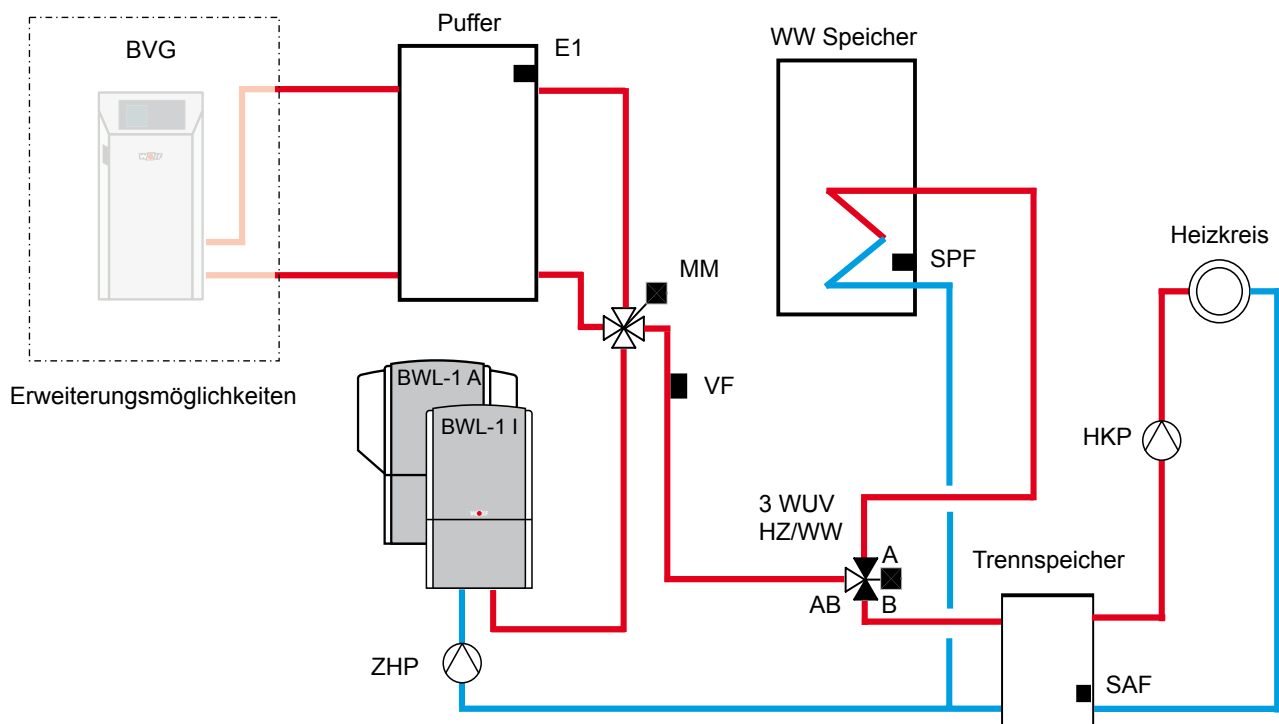 Puffer
BVG
E1
WW Speicher
WOLF
MM
SPF
Heizkreis
Erweiterungsmöglichkeiten
BWL-1 A
BWL-1 I
VF
HKP
3 WUV
HZ/WW
A
AB
B
Trennspeicher
ZHP
SAF